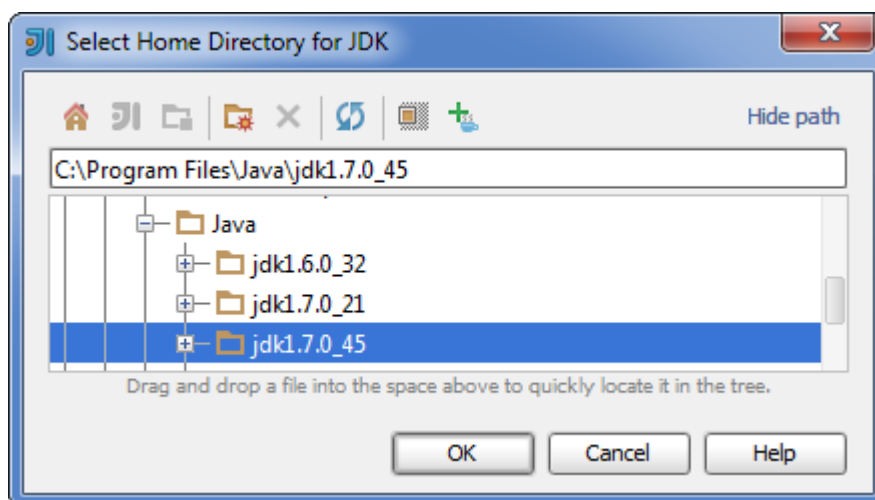 Select Home Directory for JDK
Hide path
C:\Program Files\Java\jdk1.7.0_45
Java
jdk1.6.0_32
jdk1.7.0_21
jdk1.7.0_45
Drag and drop a file into the space above to quickly locate it in the tree.
OK Cancel Help